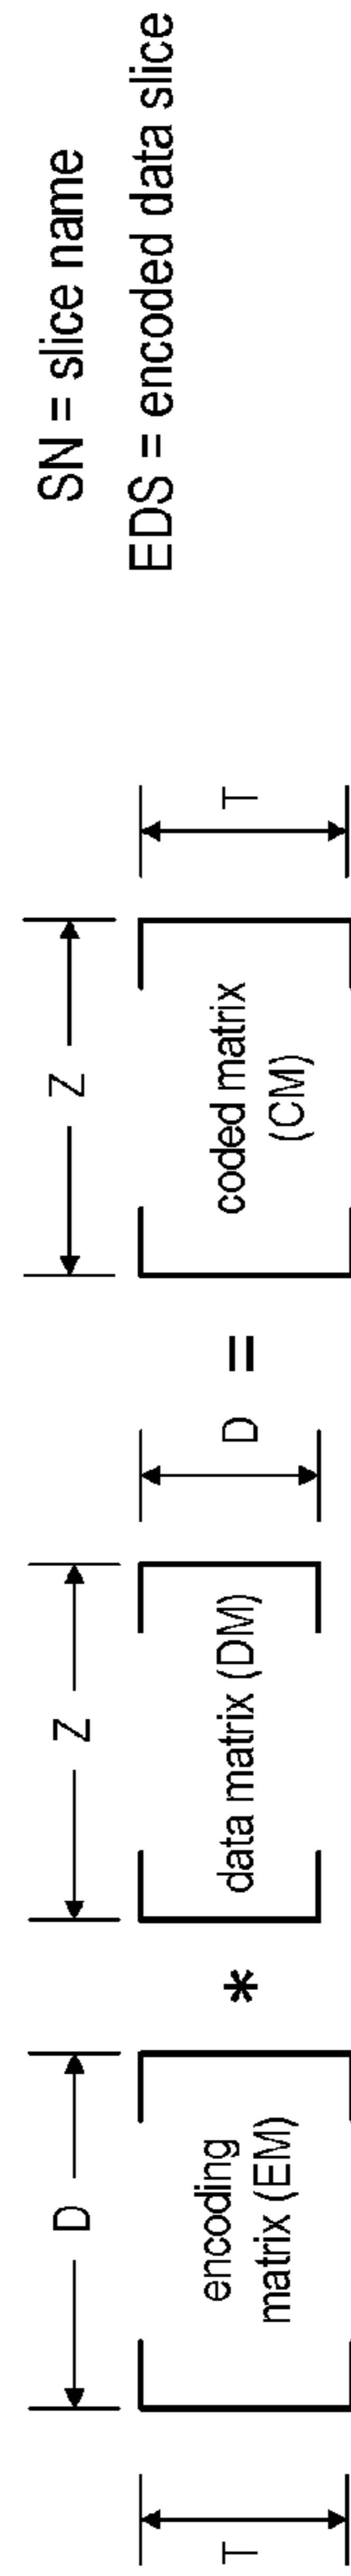 SN = slice name
EDS = encoded data slice
D
Z
Z
T
encoding
matrix (EM)
*
data matrix (DM)
D
=
coded matrix
(CM)
T